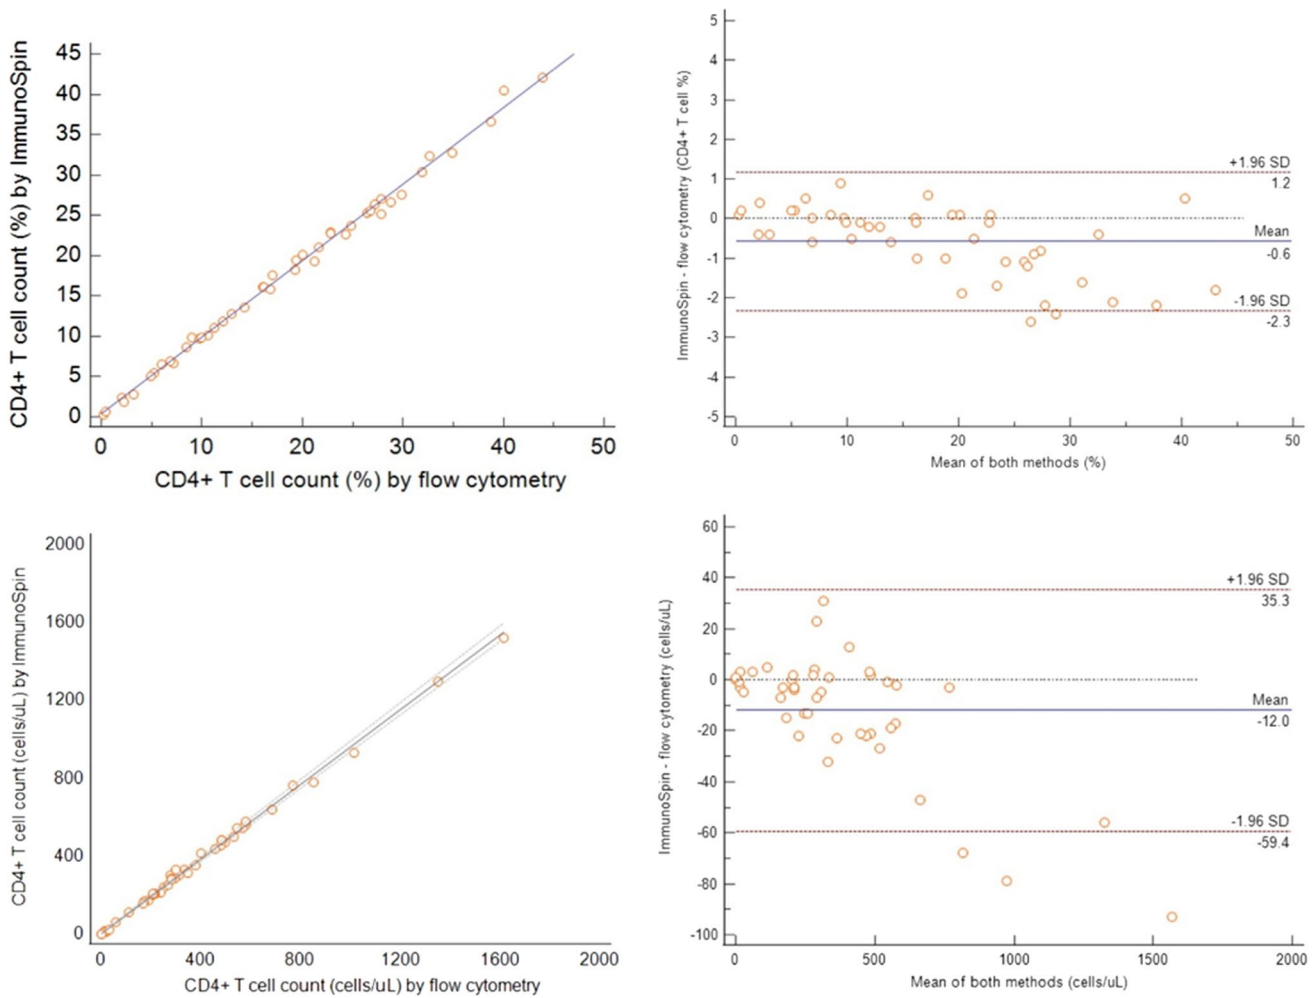 CD4+ T cell count (%) by ImmunoSpin
45
40
35
30
25
20
15
10
5
0
0 10 20 30 40 50
CD4+ T cell count (%) by flow cytometry
ImmunoSpin - flow cytometry (CD4+ T cell %)
5
4
3
2
1
0
-1
-2
-3
-4
-5
+1.96 SD
1.2
Mean
-0.6
-1.96 SD
-2.3
0 10 20 30 40 50
Mean of both methods (%)
CD4+ T cell count (cells/uL) by ImmunoSpin
2000
1600
1200
800
400
0
0 400 800 1200 1600 2000
CD4+ T cell count (cells/uL) by flow cytometry
ImmunoSpin - flow cytometry (cells/uL)
60
40
20
0
-20
-40
-60
-80
-100
+1.96 SD
35.3
Mean
-12.0
-1.96 SD
-59.4
0 500 1000 1500 2000
Mean of both methods (cells/uL)